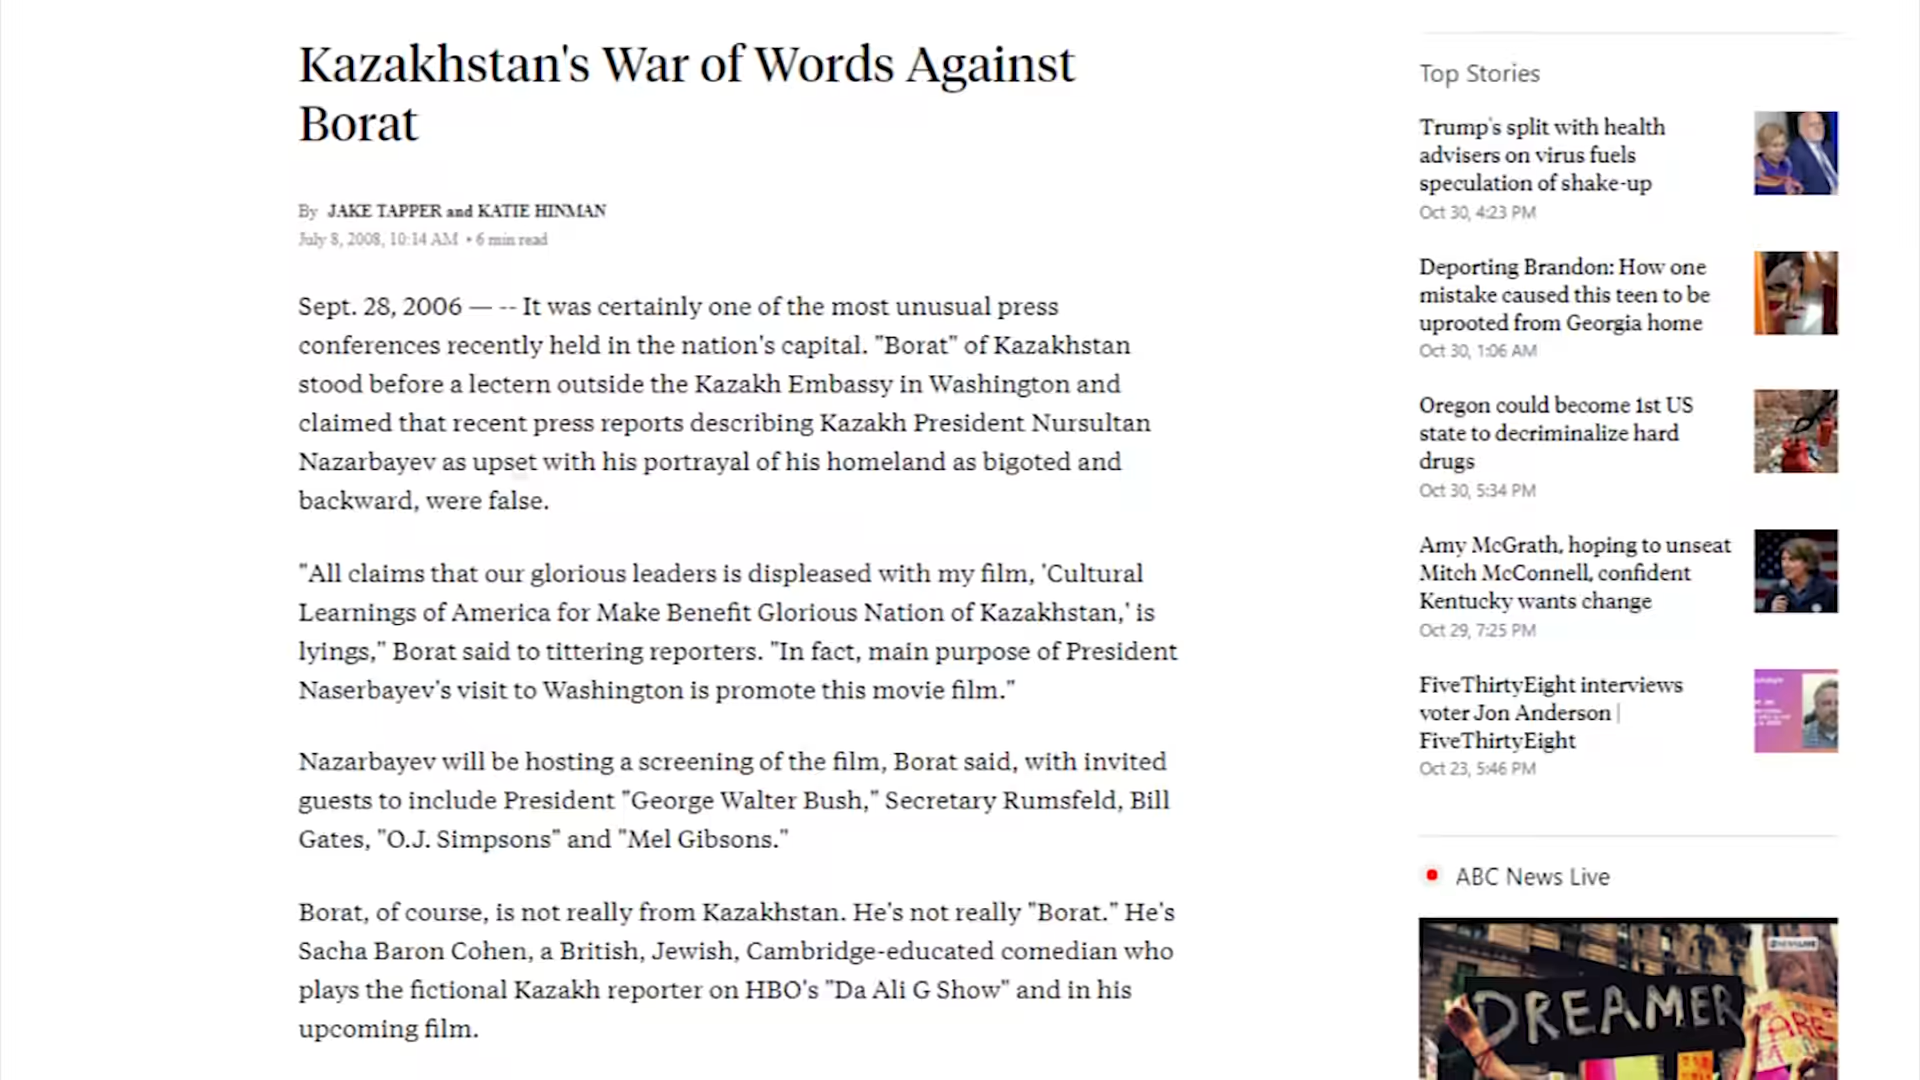 Kazakhstan's War of Words Against
Borat
By JAKE TAPPER and KATIE HINMAN
July 8, 2008, 10:14 AM • 6 min read
Sept. 28, 2006 — -- It was certainly one of the most unusual press
conferences recently held in the nation's capital. "Borat" of Kazakhstan
stood before a lectern outside the Kazakh Embassy in Washington and
claimed that recent press reports describing Kazakh President Nursultan
Nazarbayev as upset with his portrayal of his homeland as bigoted and
backward, were false.
"All claims that our glorious leaders is displeased with my film, 'Cultural
Learnings of America for Make Benefit Glorious Nation of Kazakhstan,' is
lyings," Borat said to tittering reporters. "In fact, main purpose of President
Naserbayev's visit to Washington is promote this movie film."
Nazarbayev will be hosting a screening of the film, Borat said, with invited
guests to include President "George Walter Bush," Secretary Rumsfeld, Bill
Gates, "O.J. Simpsons" and "Mel Gibsons."
Borat, of course, is not really from Kazakhstan. He's not really "Borat." He's
Sacha Baron Cohen, a British, Jewish, Cambridge-educated comedian who
plays the fictional Kazakh reporter on HBO's "Da Ali G Show" and in his
upcoming film.
Top Stories
Trump's split with health
advisers on virus fuels
speculation of shake-up
Oct 30, 4:23 PM
Deporting Brandon: How one
mistake caused this teen to be
uprooted from Georgia home
Oct 30, 1:06 AM
Oregon could become 1st US
state to decriminalize hard
drugs
Oct 30, 5:34 PM
Amy McGrath, hoping to unseat
Mitch McConnell, confident
Kentucky wants change
Oct 29, 7:25 PM
FiveThirtyEight interviews
voter Jon Anderson |
FiveThirtyEight
Oct 23, 5:46 PM
ABC News Live
DREAMER
ARE